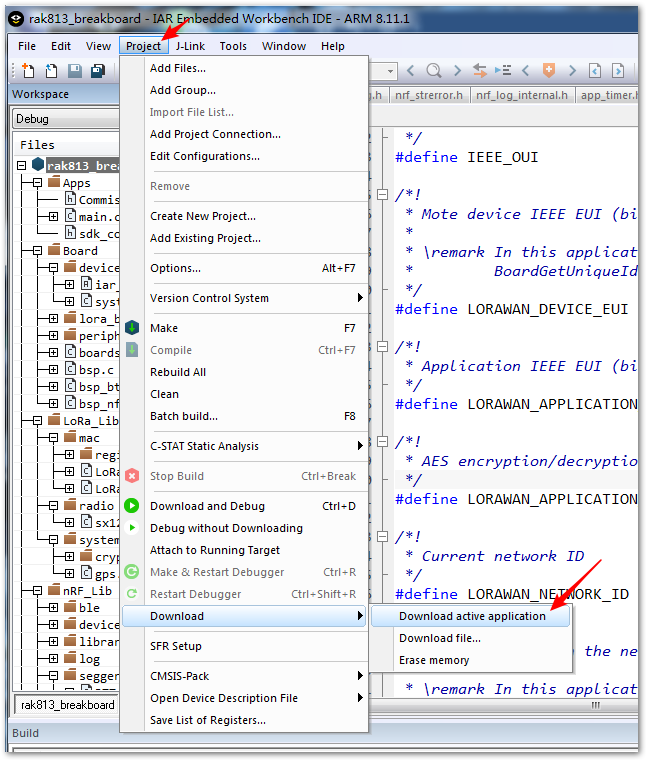 rak813_breakboard - IAR Embedded Workbench IDE - ARM 8.11.1
File Edit View Project J-Link Tools Window Help
Workspace
Debug
Files
rak813_brea
Apps
Commis
main.c
sdk_co
Board
device
iar_
syst
lora_b
periph
boards
bsp.c
bsp_bt
bsp_nf
LoRa_Lib
mac
regi
LoRa
LoRa
radio
sx12
system
cryp
gps.
nRF_Lib
ble
device
librar
log
segger
rak813_breakboard
Build
Add Files...
Add Group...
Import File List...
Add Project Connection...
Edit Configurations...
Remove
Create New Project...
Add Existing Project...
Options... Alt+F7
Version Control System
Make F7
Compile Ctrl+F7
Rebuild All
Clean
Batch build... F8
C-STAT Static Analysis
Stop Build Ctrl+Break
Download and Debug Ctrl+D
Debug without Downloading
Attach to Running Target
Make & Restart Debugger Ctrl+R
Restart Debugger Ctrl+Shift+R
Download
SFR Setup
CMSIS-Pack
Open Device Description File
Save List of Registers...
Download active application
Download file...
Erase memory
g.h nrf_strerror.h nrf_log_internal.h app_timer.h
*/
#define IEEE_OUI
/*!
* Mote device IEEE EUI (bi
*
* \remark In this applicat
* BoardGetUniqueId
*/
#define LORAWAN_DEVICE_EUI
/*!
* Application IEEE EUI (bi
*/
#define LORAWAN_APPLICATION
/*!
* AES encryption/decryptio
*/
#define LORAWAN_APPLICATION
/*!
* Current network ID
*/
#define LORAWAN_NETWORK_ID
the ne
* \remark In this applicat